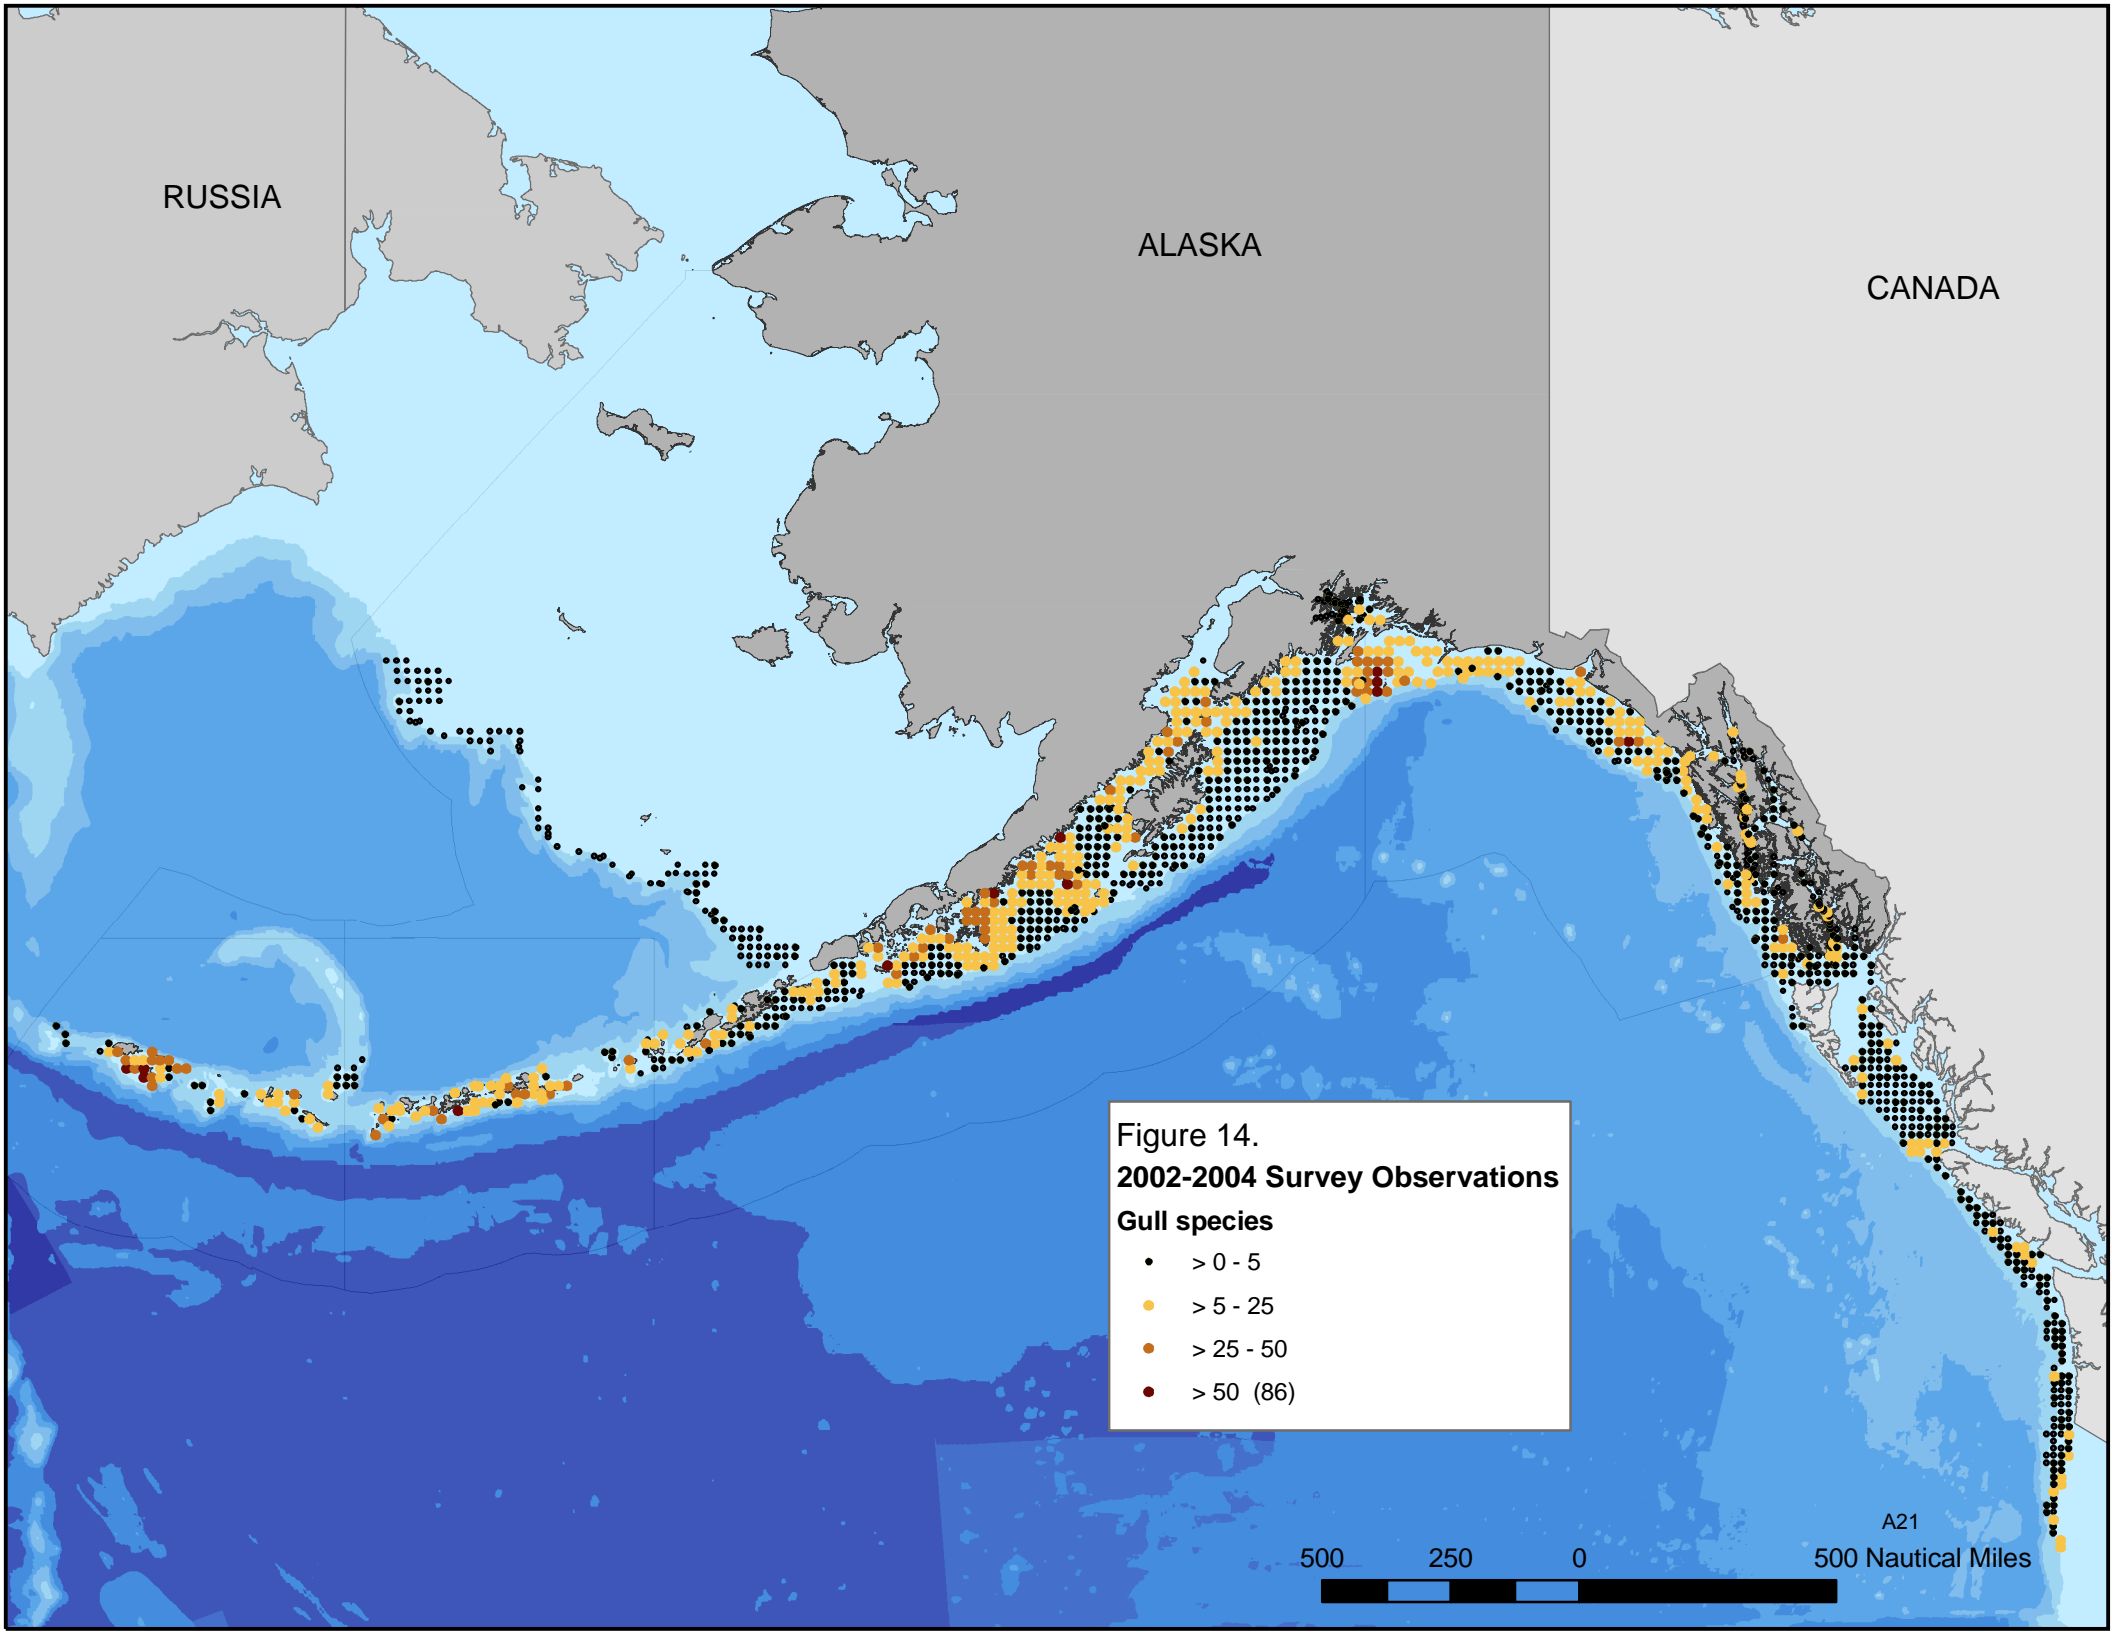 RUSSIA
ALASKA
CANADA
Figure 14.
2002-2004 Survey Observations
Gull species
> 0 - 5
> 5 - 25
> 25 - 50
> 50 (86)
A21
500 250 0 500 Nautical Miles